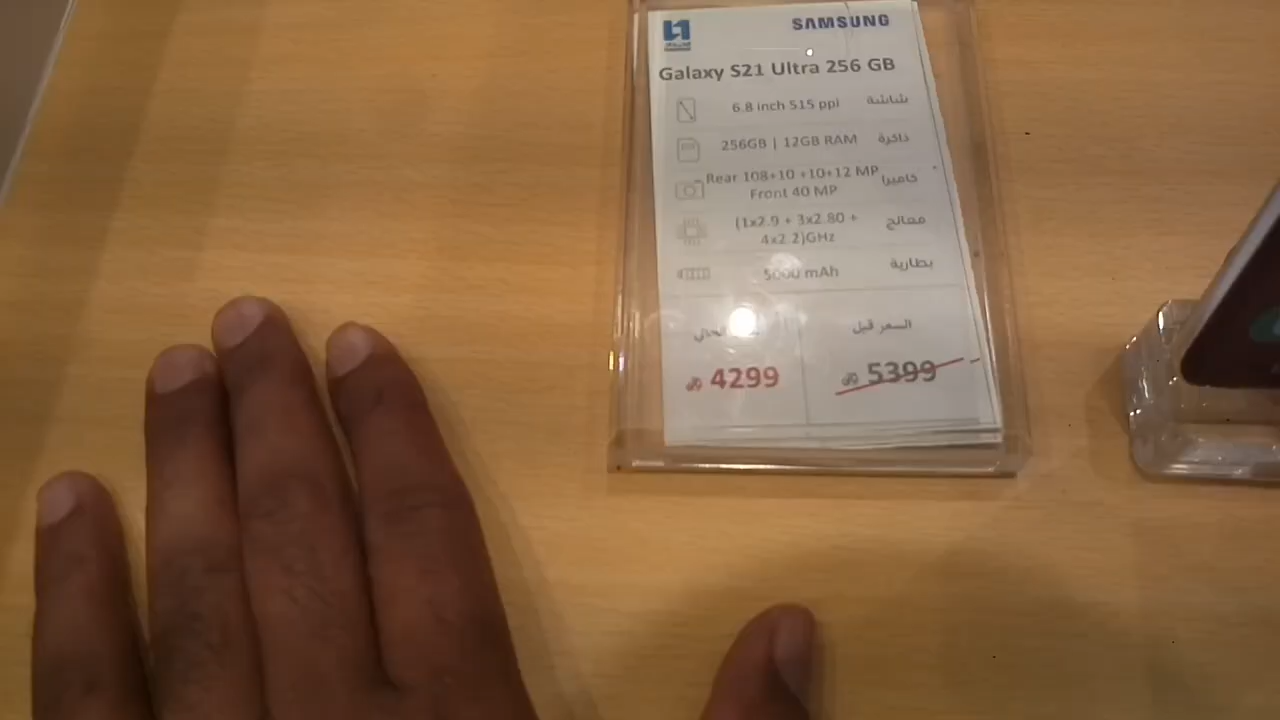 SAMSUNG
Galaxy S21 Ultra 256 GB
6.8 inch 515 ppi شاشة
256GB | 12GB RAM ذاكرة
Rear 108+10 +10+12 MP كاميرا
Front 40 MP
(1x2.9 + 3x2.80 + معالج
4x2.2)GHz
5000 mAh بطارية
السعر قبل
4299
5399